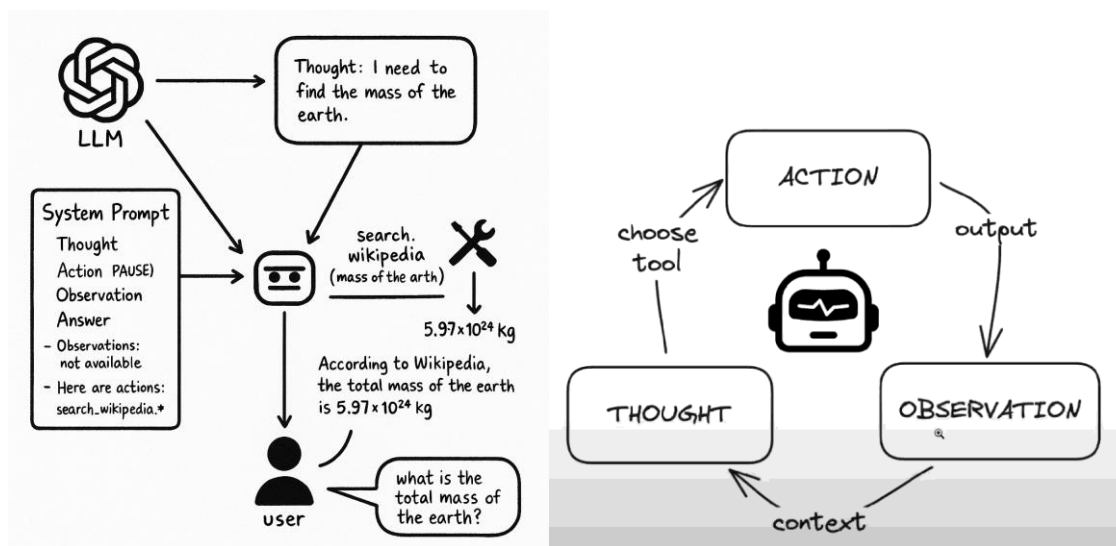 LLM
Thought: I need to
find the mass of the
earth.
System Prompt
Thought
Action PAUSE)
Observation
Answer
- Observations:
not available
- Here are actions:
search_wikipedia.*
search.
wikipedia
(mass of the arth)
5.97x10²⁴ kg
According to Wikipedia,
the total mass of the earth
is 5.97x10²⁴ kg
what is the
total mass of
the earth?
user
ACTION
choose
tool
output
THOUGHT
OBSERVATION
context